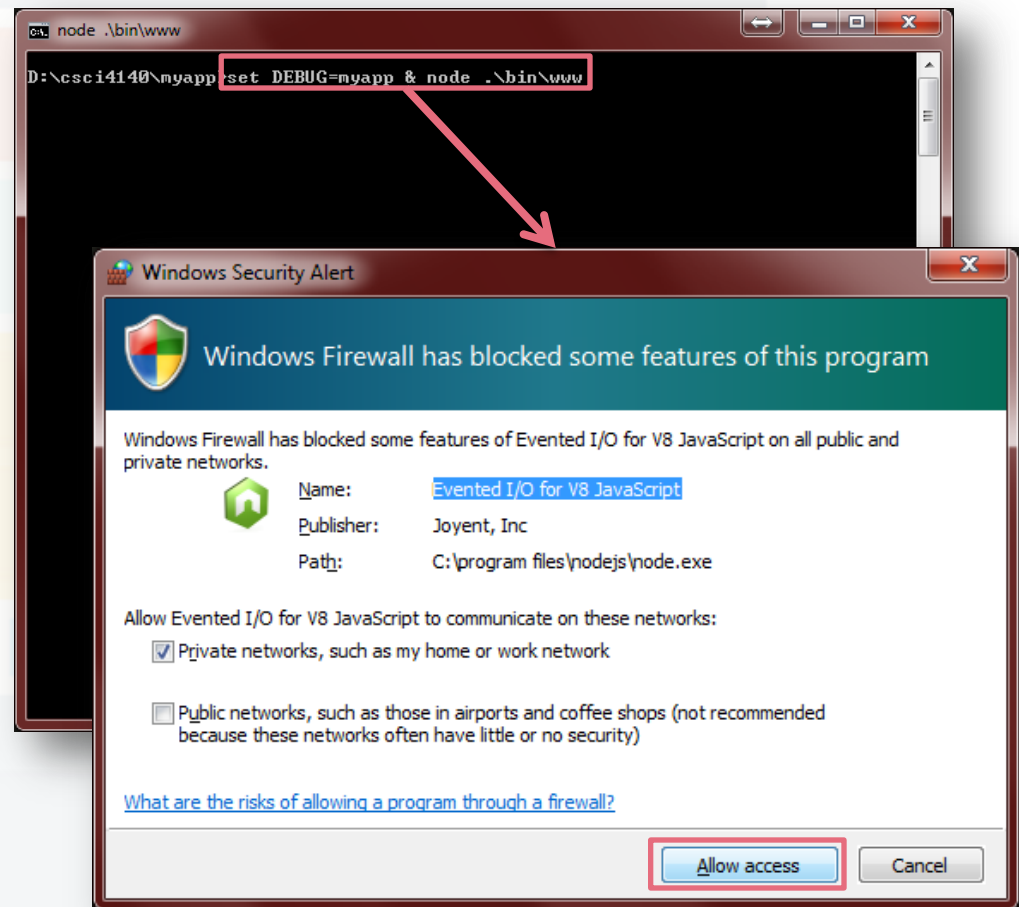 node .\bin\www
D:\csci4140\myapp>set DEBUG=myapp & node .\bin\www
Windows Security Alert
Windows Firewall has blocked some features of this program
Windows Firewall has blocked some features of Evented I/O for V8 JavaScript on all public and
private networks.
Name: Evented I/O for V8 JavaScript
Publisher: Joyent, Inc
Path: C:\program files\nodejs\node.exe
Allow Evented I/O for V8 JavaScript to communicate on these networks:
Private networks, such as my home or work network
Public networks, such as those in airports and coffee shops (not recommended
because these networks often have little or no security)
What are the risks of allowing a program through a firewall?
Allow access Cancel